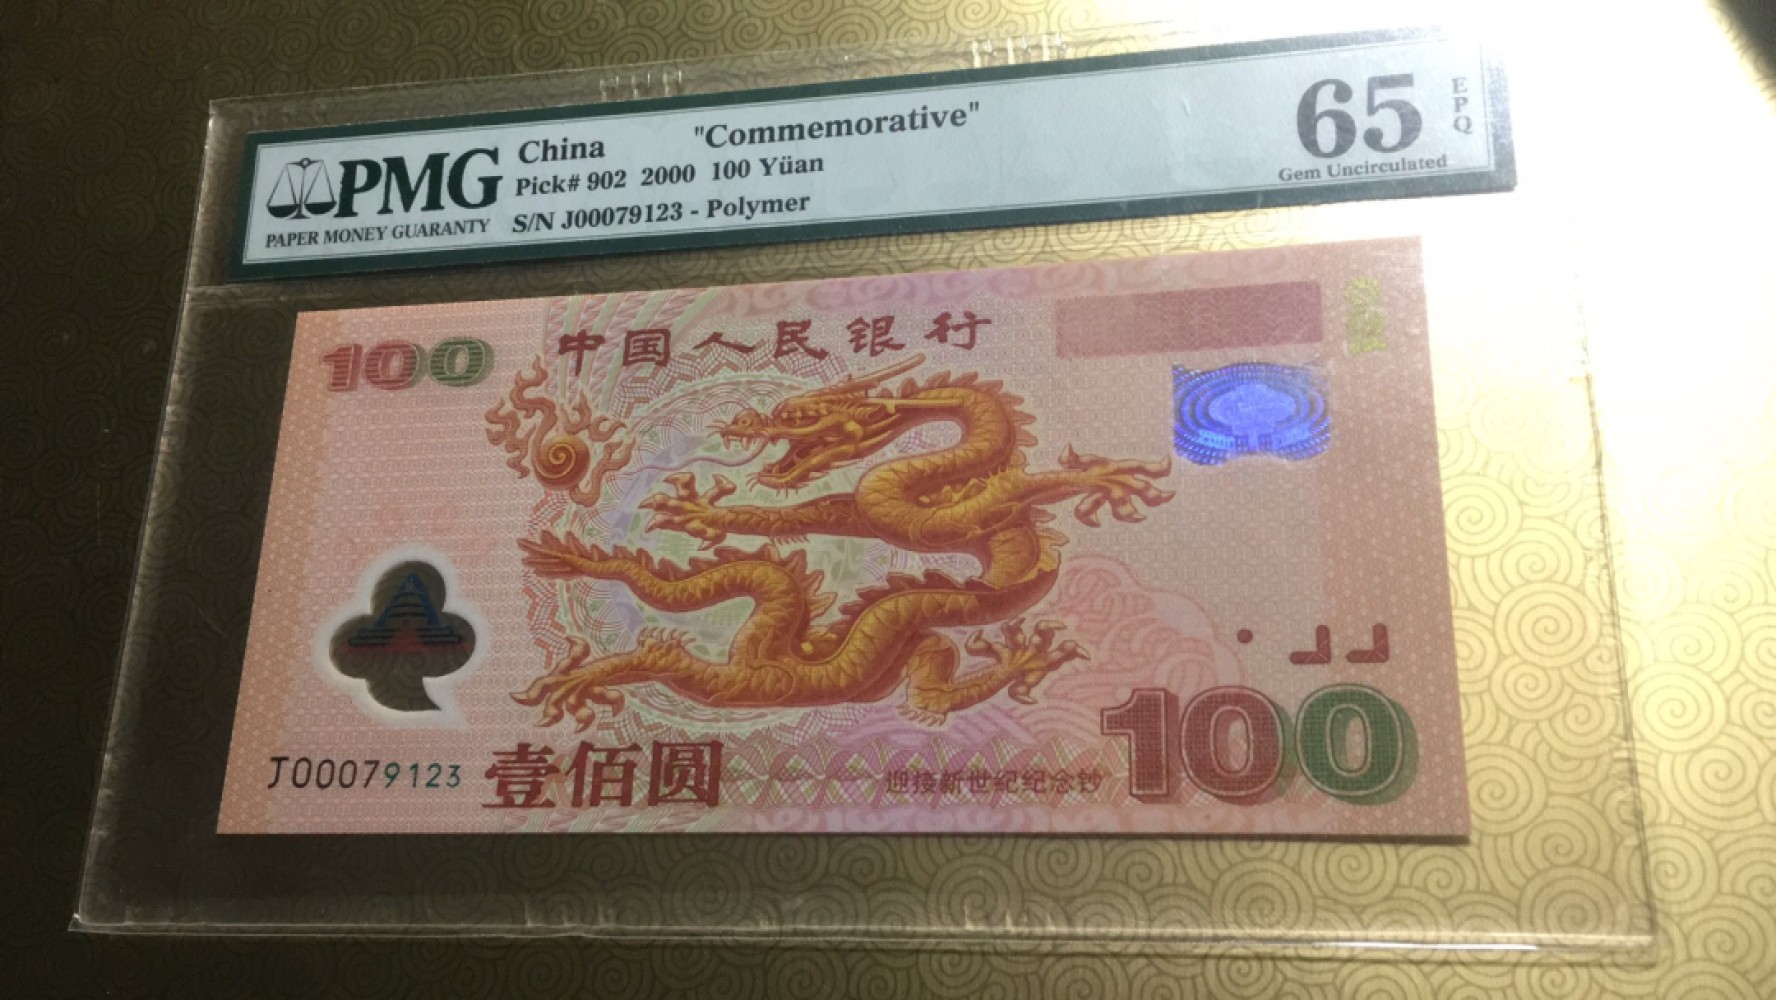 PMG
PAPER MONEY GUARANTY
China "Commemorative"
Pick# 902 2000 100 Yüan
S/N J00079123 - Polymer
65
EPQ
Gem Uncirculated
100
中国人民银行
J00079123
壹佰圆
迎接新世纪纪念钞
100